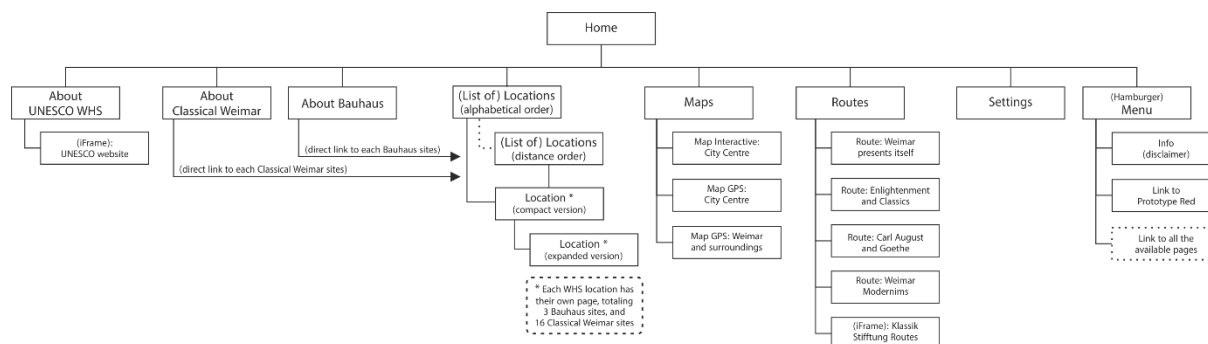 Home
About
UNESCO WHS
(iFrame):
UNESCO website
About
Classical Weimar
(direct link to each Classical Weimar sites)
About Bauhaus
(direct link to each Bauhaus sites)
(List of) Locations
(alphabetical order)
(List of) Locations
(distance order)
Location *
(compact version)
Location *
(expanded version)
* Each WHS location has
their own page, totaling
3 Bauhaus sites, and
16 Classical Weimar sites
Maps
Map Interactive:
City Centre
Map GPS:
City Centre
Map GPS: Weimar
and surroundings
Routes
Route: Weimar
presents itself
Route: Enlightenment
and Classics
Route: Carl August
and Goethe
Route: Weimar
Modernims
(iFrame): Klassik
Stifftung Routes
Settings
(Hamburger)
Menu
Info
(disclaimer)
Link to
Prototype Red
Link to all the
available pages